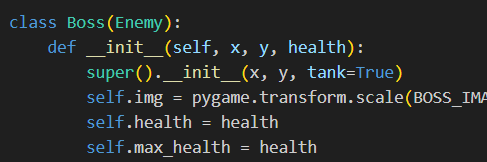 class Boss(Enemy):
    def __init__(self, x, y, health):
        super().__init__(x, y, tank=True)
        self.img = pygame.transform.scale(BOSS_IMA
        self.health = health
        self.max_health = health